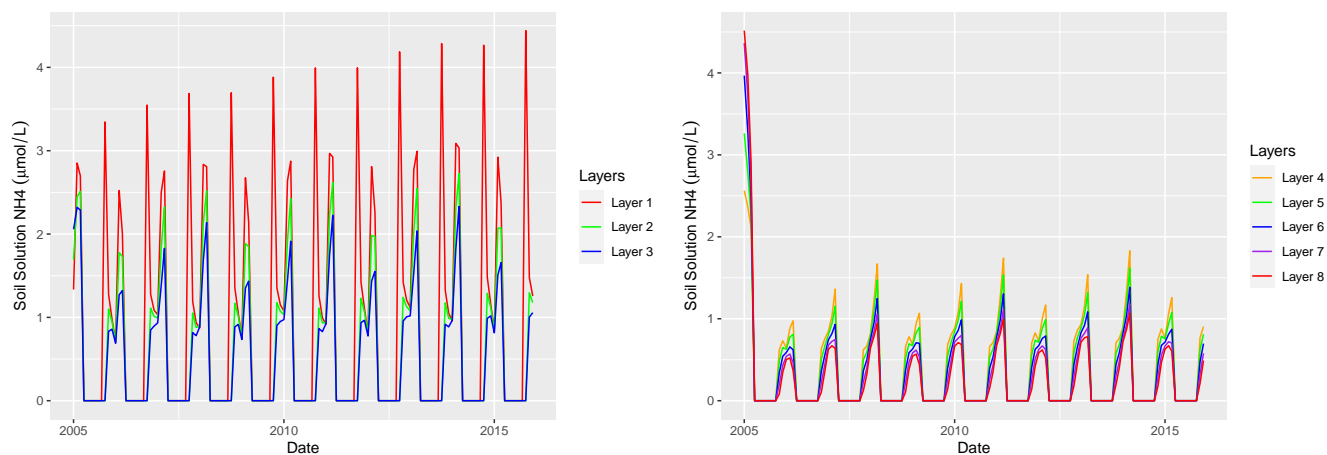 Soil Solution NH4 (μmol/L)
4
3
2
1
0
2005
2010
2015
Date
Layers
Layer 1
Layer 2
Layer 3
Soil Solution NH4 (μmol/L)
4
3
2
1
0
2005
2010
2015
Date
Layers
Layer 4
Layer 5
Layer 6
Layer 7
Layer 8